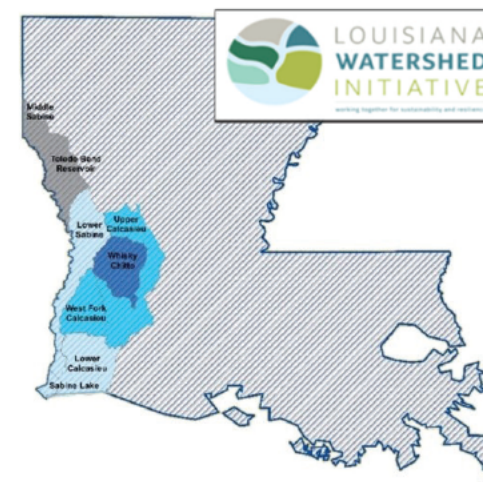 LOUISIANA
WATERSHED
INITIATIVE
working together for sustainability and resilience
Middle
Sabine
Toledo Bend
Reservoir
Lower
Sabine
Upper
Calcasieu
Whisky
Chitto
West Fork
Calcasieu
Lower
Calcasieu
Sabine Lake